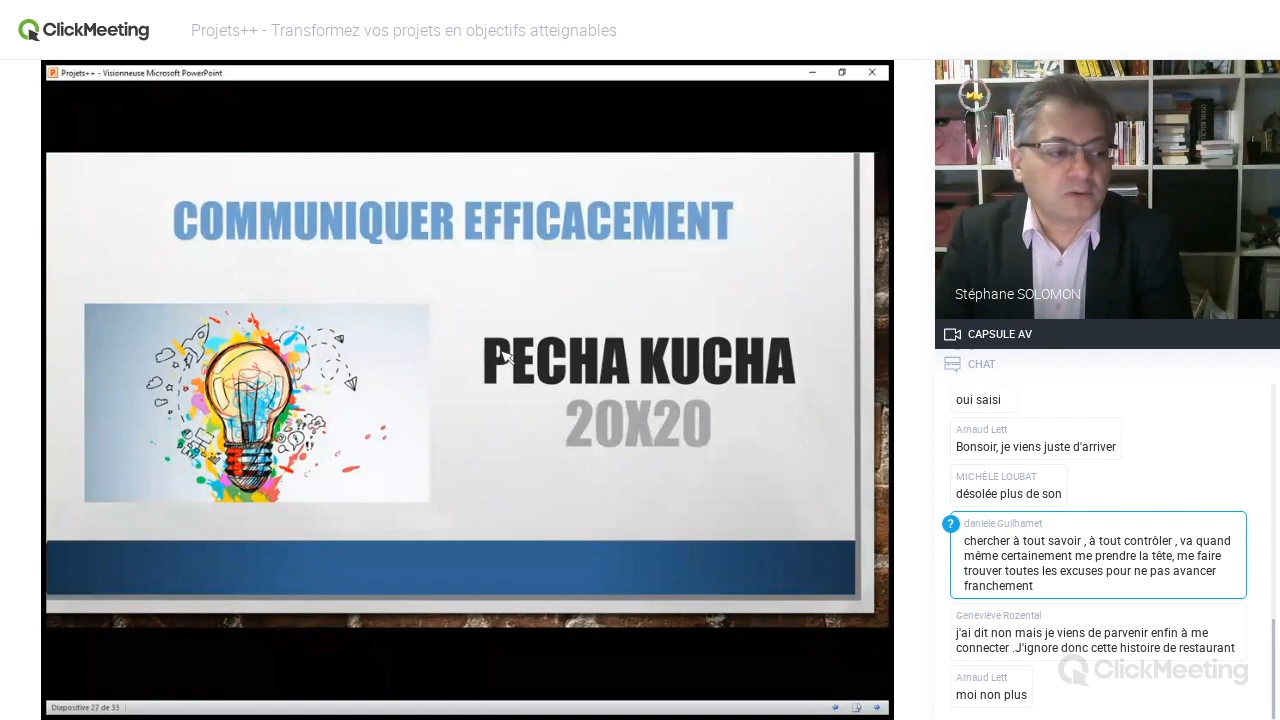 ClickMeeting
Projets++ - Transformez vos projets en objectifs atteignables
Projets++ - Visionneuse Microsoft PowerPoint
COMMUNIQUER EFFICACEMENT
PECHA KUCHA
20X20
Diapositive 27 de 33
VICTOR HUGO
Stéphane SOLOMON
CAPSULE AV
CHAT
oui saisi
Arnaud Lett
Bonsoir, je viens juste d'arriver
MICHÈLE LOUBAT
désolée plus de son
?
daniele Guilhamet
chercher à tout savoir , à tout contrôler , va quand
même certainement me prendre la tête, me faire
trouver toutes les excuses pour ne pas avancer
franchement
Geneviève Rozental
j'ai dit non mais je viens de parvenir enfin à me
connecter .J'ignore donc cette histoire de restaurant
ClickMeeting
Arnaud Lett
moi non plus